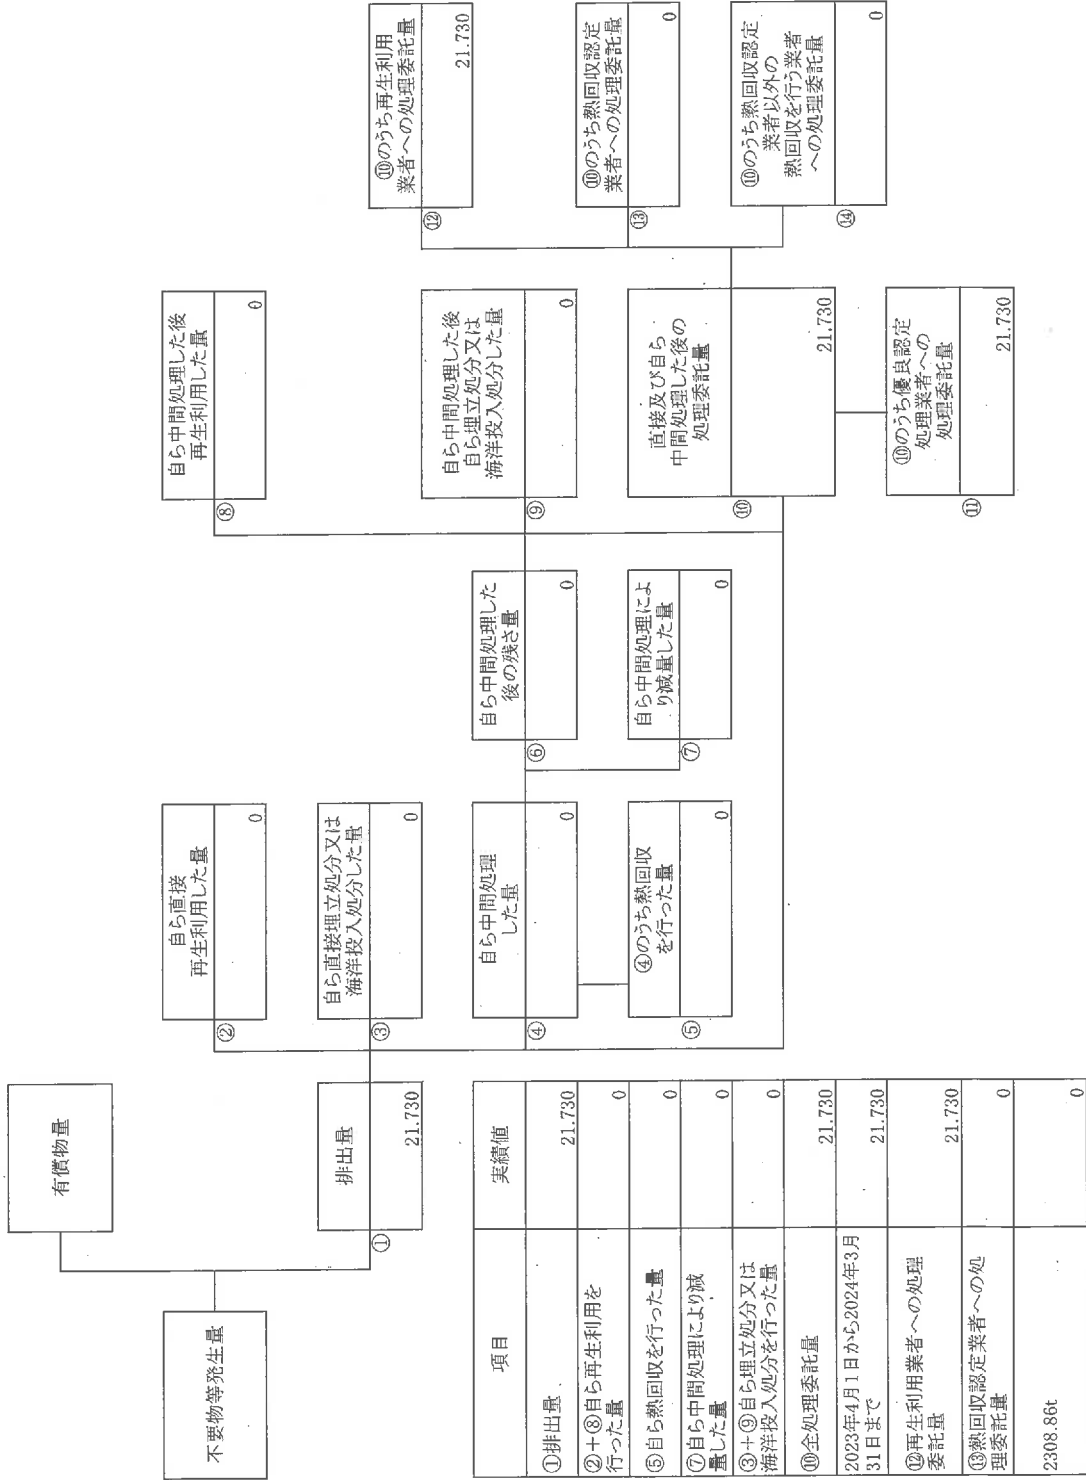 不要物等発生量
有償物量
排出量
①
21.730
自ら直接
再生利用した量
②
0
自ら直接埋立処分又は
海洋投入処分した量
③
0
自ら中間処理
した量
④
0
④のうち熱回収
を行った量
⑤
0
自ら中間処理した
後の残さ量
⑥
0
自ら中間処理によ
り減量した量
⑦
0
自ら中間処理した後
再生利用した量
⑧
0
自ら中間処理した後
自ら埋立処分又は
海洋投入処分した量
⑨
0
直接及び自ら
中間処理した後の
処理委託量
⑩
21.730
⑩のうち優良認定
処理業者への
処理委託量
⑪
21.730
⑩のうち再生利用
業者への処理委託量
⑫
21.730
⑩のうち熱回収認定
業者への処理委託量
⑬
0
⑩のうち熱回収認定
業者以外の
熱回収を行う業者
への処理委託量
⑭
0
項目 実績値
①排出量 21.730
②+⑧自ら再生利用を
行った量 0
⑤自ら熱回収を行った量 0
⑦自ら中間処理により減
量した量 0
③+⑨自ら埋立処分又は
海洋投入処分を行った量 0
⑩全処理委託量 21.730
2023年4月1日から2024年3月
31日まで 21.730
⑫再生利用業者への処理
委託量 21.730
⑬熱回収認定業者への処
理委託量 0
2308.86t 0